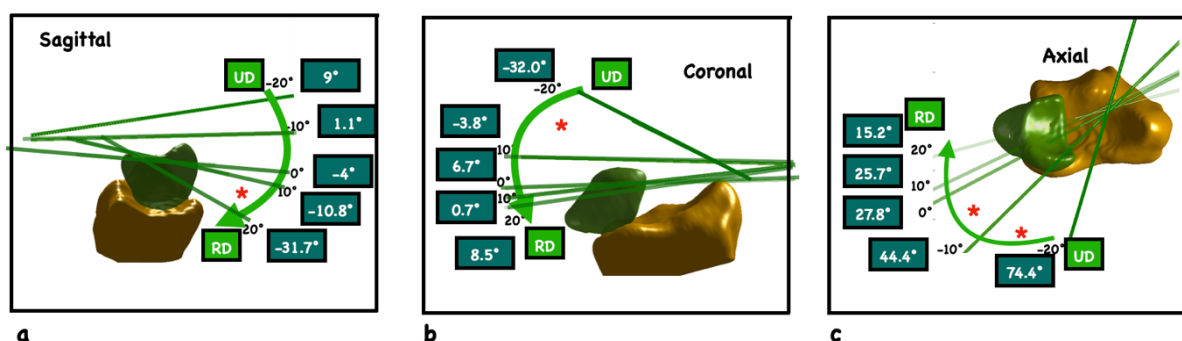 Sagittal
UD
-20°
9°
-10°
1.1°
0°
-4°
10°
-10.8°
*
RD
20°
-31.7°
a
-32.0°
UD
-20°
Coronal
*
-3.8°
10°
6.7°
0°
0.7°
10°
20°
RD
8.5°
b
Axial
RD
15.2°
20°
25.7°
10°
27.8°
0°
*
*
44.4°
-10°
-20°
UD
74.4°
c